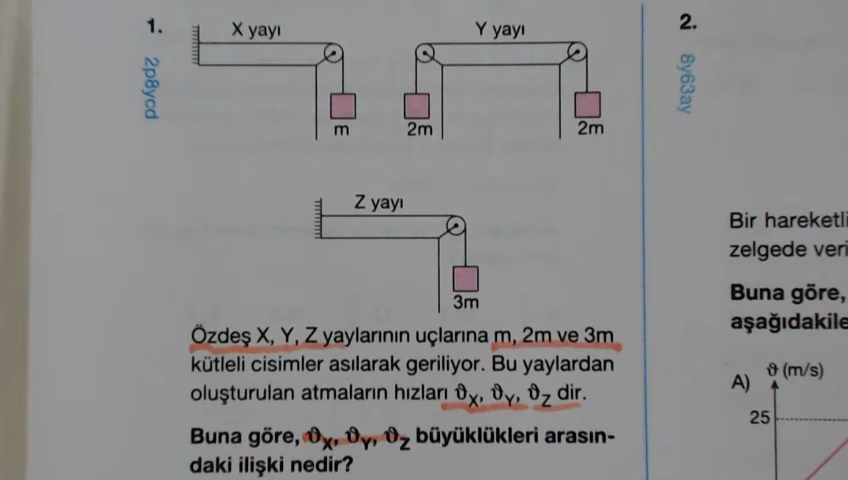 1.
2p8ycd
X yayı
m
Y yayı
2m
2m
Z yayı
3m
Özdeş X, Y, Z yaylarının uçlarına m, 2m ve 3m
kütleli cisimler asılarak geriliyor. Bu yaylardan
oluşturulan atmaların hızları ϑX, ϑY, ϑZ dir.
Buna göre, ϑX, ϑY, ϑZ büyüklükleri arasın-
daki ilişki nedir?
2.
8y63ay
Bir hareketli
zelgede veri
Buna göre,
aşağıdakile
A)
ϑ (m/s)
25